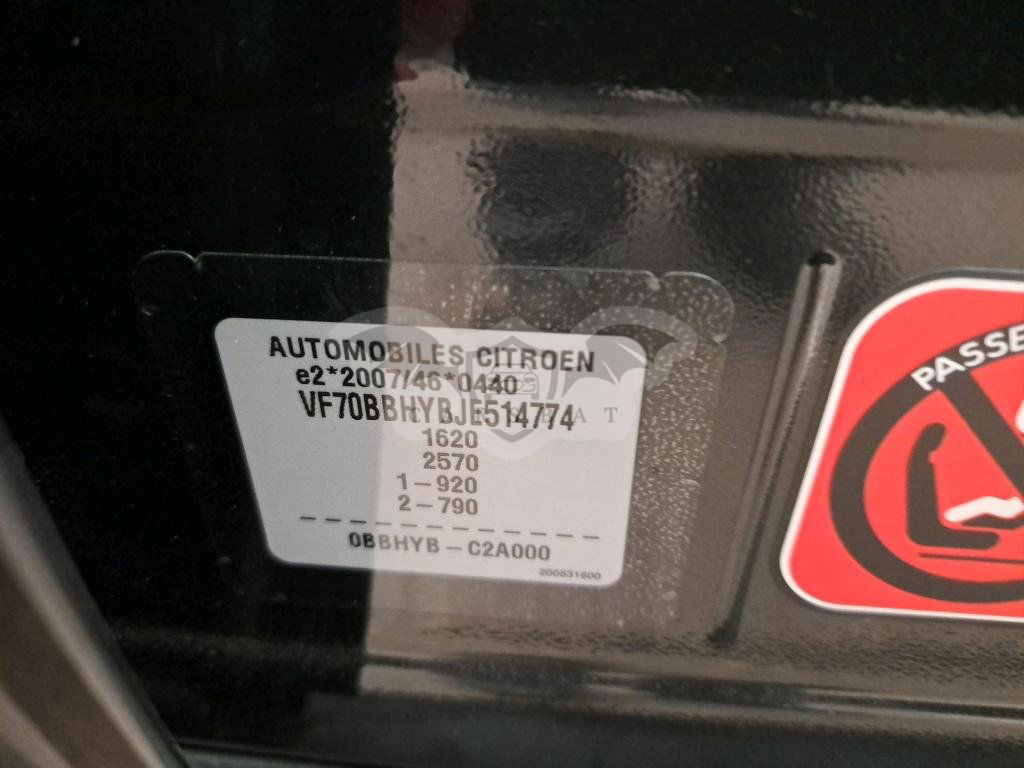 AUTOMOBILES CITROEN
e2*2007/46*0440
VF70BBHYBJE514774
1620
2570
1-920
2-790
0BBHYB-C2A000
200531600
PASSE